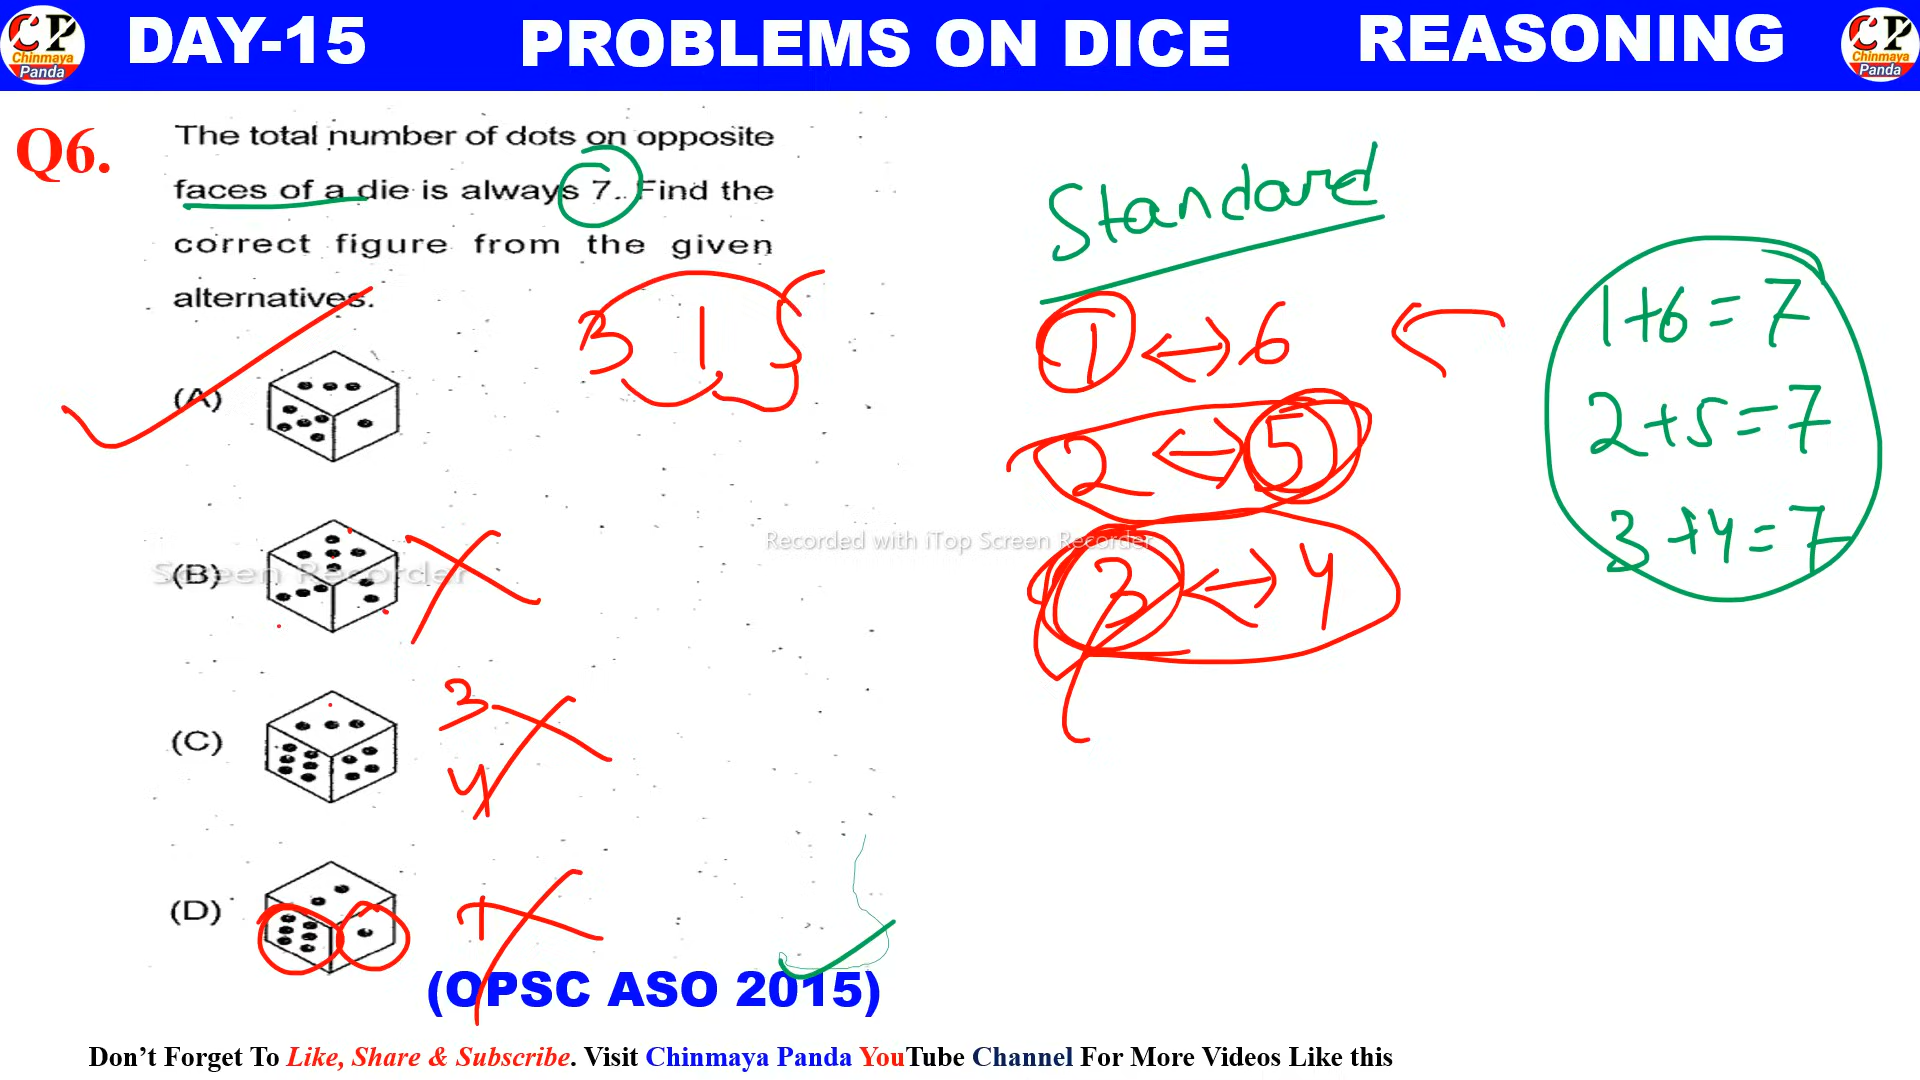 CP
Chinmaya
Panda
DAY-15
PROBLEMS ON DICE
REASONING
CP
Chinmaya
Panda
Q6.
The total number of dots on opposite
faces of a die is always 7. Find the
correct figure from the given
alternatives.
(A)
(B)
(C)
(D)
3 1 5
3
4
1
Standard
1 ↔ 6
2 ↔ 5
3 ↔ 4
1+6=7
2+5=7
3+4=7
Recorded with iTop Screen Recorder
Screen Recorder
(OPSC ASO 2015)
Don’t Forget To Like, Share & Subscribe. Visit Chinmaya Panda YouTube Channel For More Videos Like this